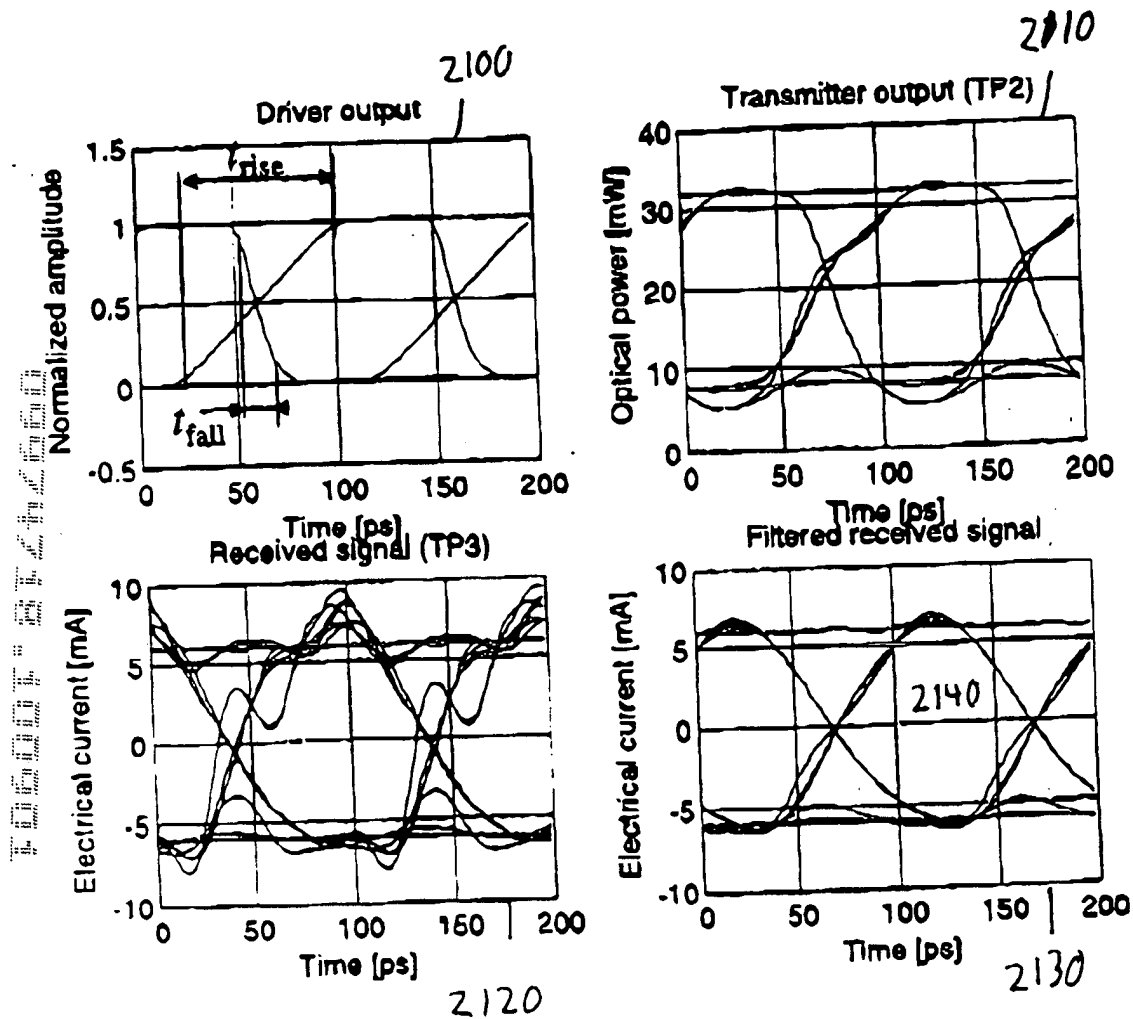 2100
Driver output
1.5
1
0.5
0
-0.5
Normalized amplitude
t rise
t fall
0 50 100 150 200
Time [ps]
2110
Transmitter output (TP2)
40
30
20
10
0
Optical power [mW]
0 50 100 150 200
Time [ps]
Received signal (TP3)
10
5
0
-5
-10
Electrical current [mA]
0 50 100 150 200
Time [ps]
2120
Filtered received signal
10
5
0
-5
-10
Electrical current [mA]
2140
0 50 100 150 200
Time [ps]
2130